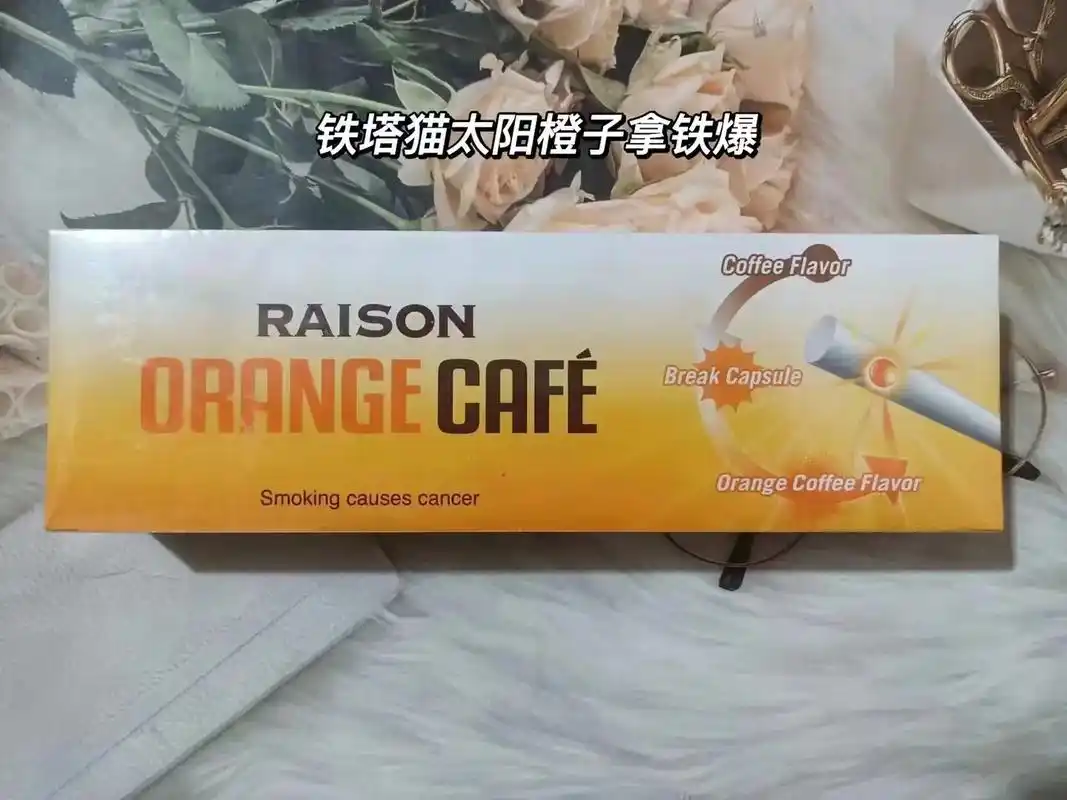 铁塔猫太阳橙子拿铁爆
RAISON
ORANGE CAFÉ
Smoking causes cancer
Coffee Flavor
Break Capsule
Orange Coffee Flavor